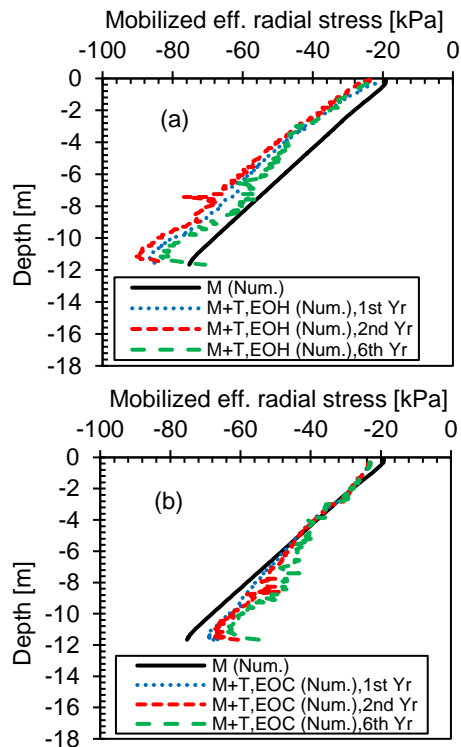 Mobilized eff. radial stress [kPa]
-100 -80 -60 -40 -20 0
0
-2
-4
-6
-8
-10
-12
-14
-16
-18
Depth [m]
(a)
M (Num.)
M+T,EOH (Num.),1st Yr
M+T,EOH (Num.),2nd Yr
M+T,EOH (Num.),6th Yr
Mobilized eff. radial stress [kPa]
-100 -80 -60 -40 -20 0
0
-2
-4
-6
-8
-10
-12
-14
-16
-18
Depth [m]
(b)
M (Num.)
M+T,EOC (Num.),1st Yr
M+T,EOC (Num.),2nd Yr
M+T,EOC (Num.),6th Yr